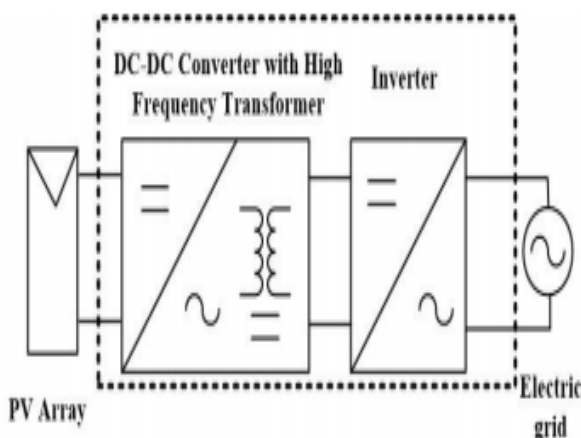 DC-DC Converter with High
Frequency Transformer
Inverter
PV Array
Electric
grid